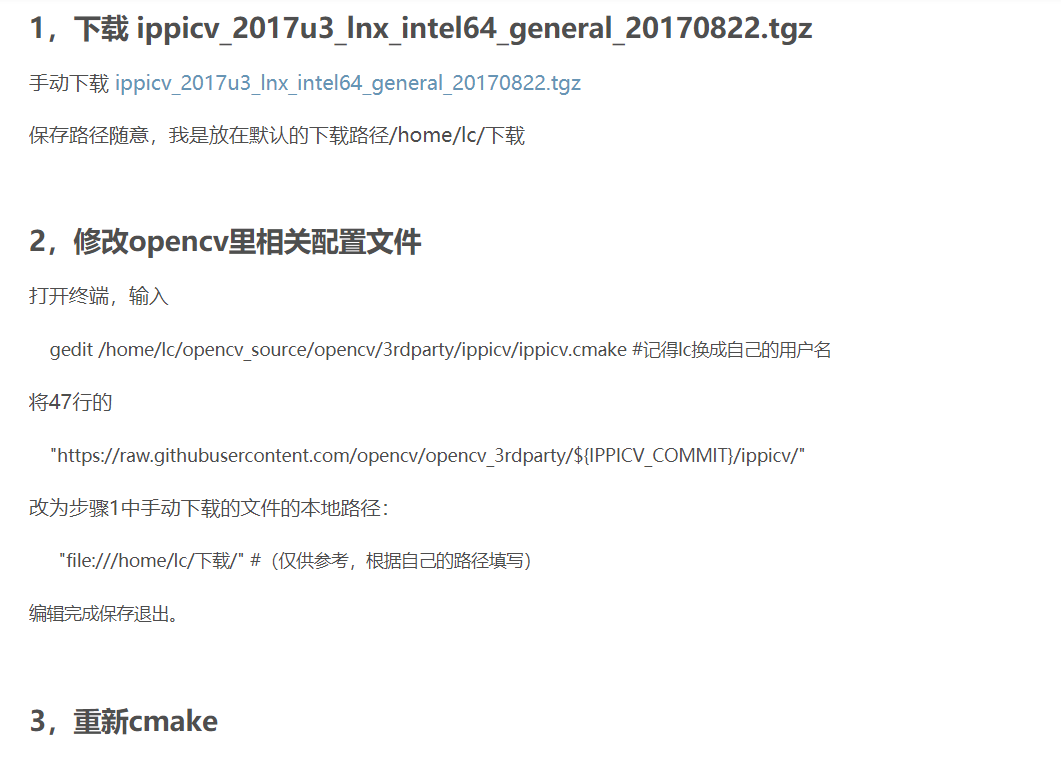 1，下载 ippicv_2017u3_lnx_intel64_general_20170822.tgz
手动下载 ippicv_2017u3_lnx_intel64_general_20170822.tgz
保存路径随意，我是放在默认的下载路径/home/lc/下载
2，修改opencv里相关配置文件
打开终端，输入
gedit /home/lc/opencv_source/opencv/3rdparty/ippicv/ippicv.cmake #记得lc换成自己的用户名
将47行的
"https://raw.githubusercontent.com/opencv/opencv_3rdparty/${IPPICV_COMMIT}/ippicv/"
改为步骤1中手动下载的文件的本地路径：
"file:///home/lc/下载/" #（仅供参考，根据自己的路径填写）
编辑完成保存退出。
3，重新cmake